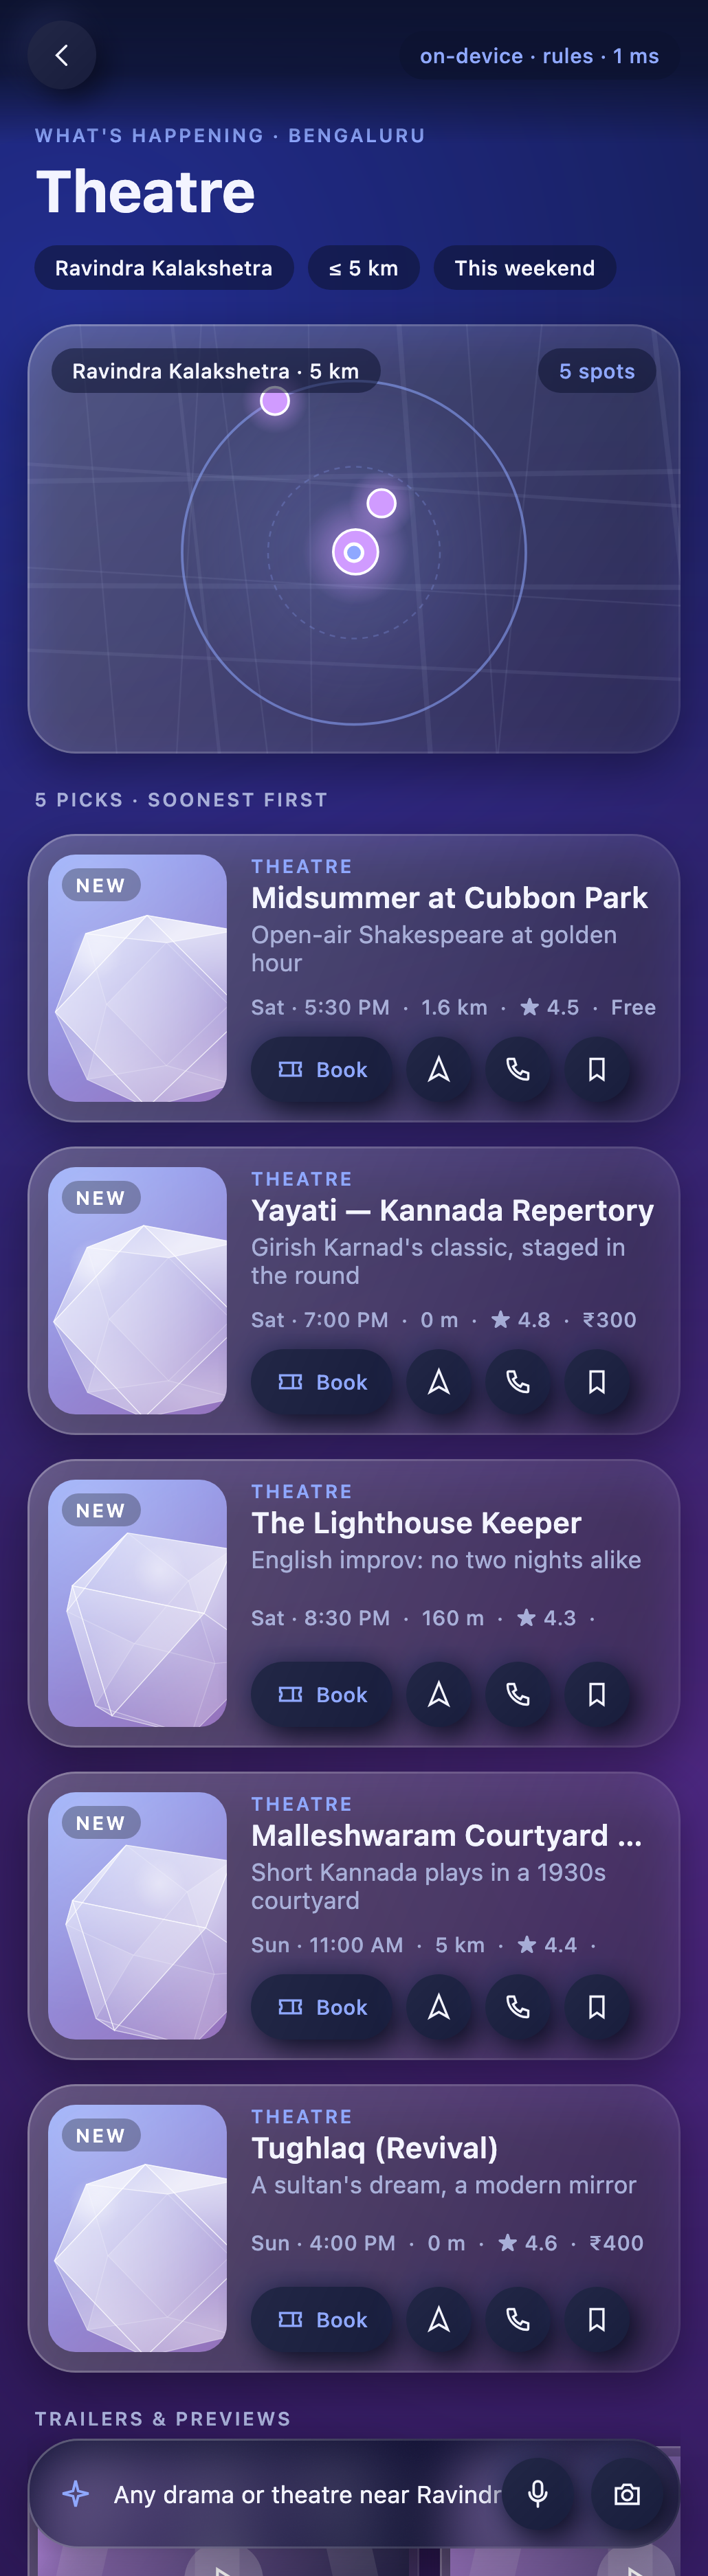 on-device · rules · 1 ms
WHAT'S HAPPENING · BENGALURU
Theatre
Ravindra Kalakshetra
≤ 5 km
This weekend
Ravindra Kalakshetra · 5 km
5 spots
5 PICKS · SOONEST FIRST
NEW
THEATRE
Midsummer at Cubbon Park
Open-air Shakespeare at golden
hour
Sat · 5:30 PM · 1.6 km · ★ 4.5 · Free
Book
NEW
THEATRE
Yayati — Kannada Repertory
Girish Karnad's classic, staged in
the round
Sat · 7:00 PM · 0 m · ★ 4.8 · ₹300
Book
NEW
THEATRE
The Lighthouse Keeper
English improv: no two nights alike
Sat · 8:30 PM · 160 m · ★ 4.3 ·
Book
NEW
THEATRE
Malleshwaram Courtyard ...
Short Kannada plays in a 1930s
courtyard
Sun · 11:00 AM · 5 km · ★ 4.4 ·
Book
NEW
THEATRE
Tughlaq (Revival)
A sultan's dream, a modern mirror
Sun · 4:00 PM · 0 m · ★ 4.6 · ₹400
Book
TRAILERS & PREVIEWS
Any drama or theatre near Ravindr